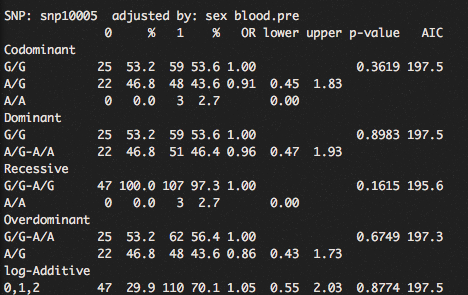 SNP: snp10005  adjusted by: sex blood.pre
             0     %   1    %   OR lower upper p-value   AIC
Codominant
G/G         25  53.2  59 53.6 1.00              0.3619 197.5
A/G         22  46.8  48 43.6 0.91  0.45  1.83
A/A          0   0.0   3  2.7       0.00
Dominant
G/G         25  53.2  59 53.6 1.00              0.8983 197.5
A/G-A/A     22  46.8  51 46.4 0.96  0.47  1.93
Recessive
G/G-A/G     47 100.0 107 97.3 1.00              0.1615 195.6
A/A          0   0.0   3  2.7       0.00
Overdominant
G/G-A/A     25  53.2  62 56.4 1.00              0.6749 197.3
A/G         22  46.8  48 43.6 0.86  0.43  1.73
log-Additive
0,1,2       47  29.9 110 70.1 1.05  0.55  2.03  0.8774 197.5